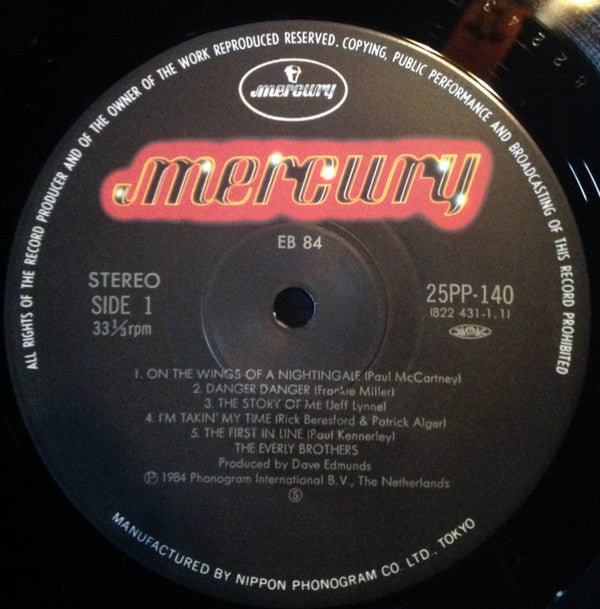 ALL RIGHTS OF THE RECORD PRODUCER AND OF THE OWNER OF THE WORK REPRODUCED RESERVED. COPYING, PUBLIC PERFORMANCE AND BROADCASTING OF THIS RECORD PROHIBITED
mercury
mercury
EB 84
STEREO
SIDE 1
33⅓rpm
25PP-140
(822 431-1.1)
1. ON THE WINGS OF A NIGHTINGALE (Paul McCartney)
2. DANGER DANGER (Frankie Miller)
3. THE STORY OF ME (Jeff Lynne)
4. I'M TAKIN' MY TIME (Rick Beresford & Patrick Alger)
5. THE FIRST IN LINE (Paul Kennerley)
THE EVERLY BROTHERS
Produced by Dave Edmunds
Ⓟ 1984 Phonogram International B.V., The Netherlands
⑤
MANUFACTURED BY NIPPON PHONOGRAM CO. LTD., TOKYO